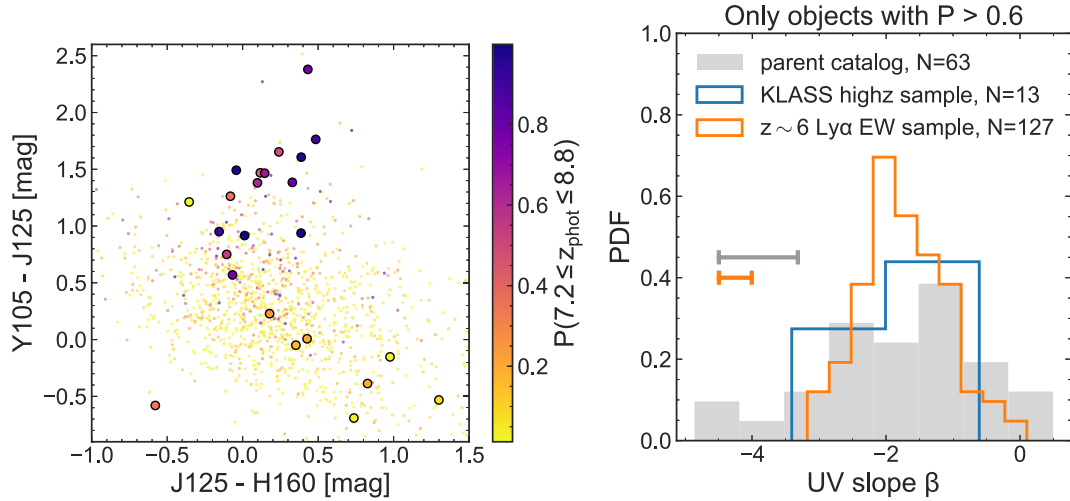 2.5
2.0
1.5
1.0
0.5
0.0
−0.5
Y105 - J125 [mag]
−1.0 −0.5 0.0 0.5 1.0 1.5
J125 - H160 [mag]
0.8
0.6
0.4
0.2
P(7.2 ≤ z_phot ≤ 8.8)
Only objects with P > 0.6
parent catalog, N=63
KLASS highz sample, N=13
z ∼ 6 Lyα EW sample, N=127
1.0
0.8
0.6
0.4
0.2
0.0
PDF
−4 −2 0
UV slope β